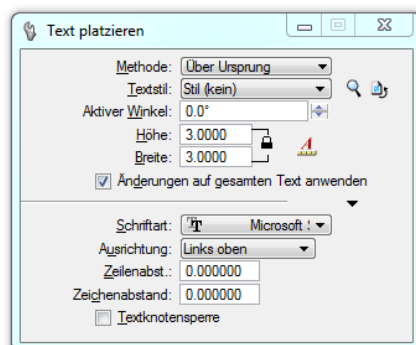 Text platzieren
Methode: Über Ursprung
Textstil: Stil (kein)
Aktiver Winkel: 0.0°
Höhe: 3.0000
Breite: 3.0000
Änderungen auf gesamten Text anwenden
Schriftart: Microsoft
Ausrichtung: Links oben
Zeilenabst.: 0.000000
Zeichenabstand: 0.000000
Textknotensperre